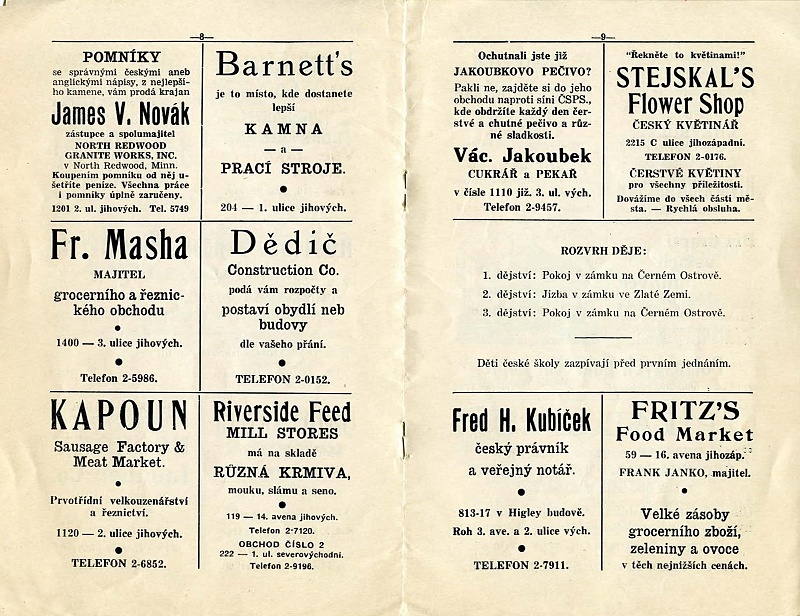 —8—
POMNÍKY
se správnými českými aneb
anglickými nápisy, z nejlepší-
ho kamene, vám prodá krajan
James V. Novák
zástupce a spolumajitel
NORTH REDWOOD
GRANITE WORKS, INC.
v North Redwood, Minn.
Koupením pomníku od něj u-
šetříte peníze. Všechna práce
i pomníky úplně zaručeny.
1201 2. ul. jihových. Tel. 5749
Barnett's
je to místo, kde dostanete
lepší
KAMNA
— a —
PRACÍ STROJE.
204 — 1. ulice jihových.
Fr. Masha
MAJITEL
grocerního a řeznic-
kého obchodu
1400 — 3. ulice jihových.
Telefon 2-5986.
Dědič
Construction Co.
podá vám rozpočty a
postaví obydlí neb
budovy
dle vašeho přání.
TELEFON 2-0152.
KAPOUN
Sausage Factory &
Meat Market.
Prvotřídní velkouzenářství
a řeznictví.
1120 — 2. ulice jihových.
TELEFON 2-6852.
Riverside Feed
MILL STORES
má na skladě
RŮZNÁ KRMIVA,
mouku, slámu a seno.
119 — 14. avena jihových.
Telefon 2-7120.
OBCHOD ČÍSLO 2
222 — 1. ul. severovýchodní.
Telefon 2-9196.
—9—
Ochutnali jste již
JAKOUBKOVO PEČIVO?
Pakli ne, zajděte si do jeho
obchodu naproti síni ČSPS.,
kde obdržíte každý den čer-
stvé a chutné pečivo a růz-
né sladkosti.
Vác. Jakoubek
CUKRÁŘ a PEKAŘ
v čísle 1110 již. 3. ul. vých.
Telefon 2-9457.
"Řekněte to květinami!"
STEJSKAL'S
Flower Shop
ČESKÝ KVĚTINÁŘ
2215 C ulice jihozápadní.
TELEFON 2-0176.
ČERSTVÉ KVĚTINY
pro všechny příležitosti.
Dovážíme do všech částí mě-
sta. — Rychlá obsluha.
ROZVRH DĚJE:
1. dějství: Pokoj v zámku na Černém Ostrově.
2. dějství: Jizba v zámku ve Zlaté Zemi.
3. dějství: Pokoj v zámku na Černém Ostrově.
Děti české školy zazpívají před prvním jednáním.
Fred H. Kubíček
český právník
a veřejný notář.
813-17 v Higley budově.
Roh 3. ave. a 2. ulice vých.
TELEFON 2-7911.
FRITZ'S
Food Market
59 — 16. avena jihozáp.
FRANK JANKO, majitel.
Velké zásoby
grocerního zboží,
zeleniny a ovoce
v těch nejnižších cenách.